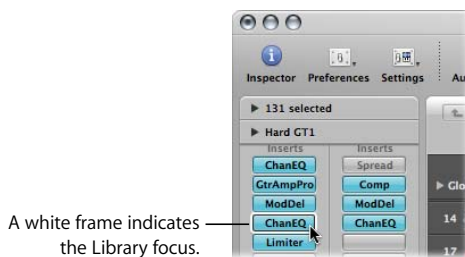 Inspector Preferences Settings Au
131 selected
Hard GT1
Inserts Inserts
ChanEQ Spread
GtrAmpPro Comp
Glo
ModDel ModDel
A white frame indicates
the Library focus.
ChanEQ ChanEQ
14
Limiter
17